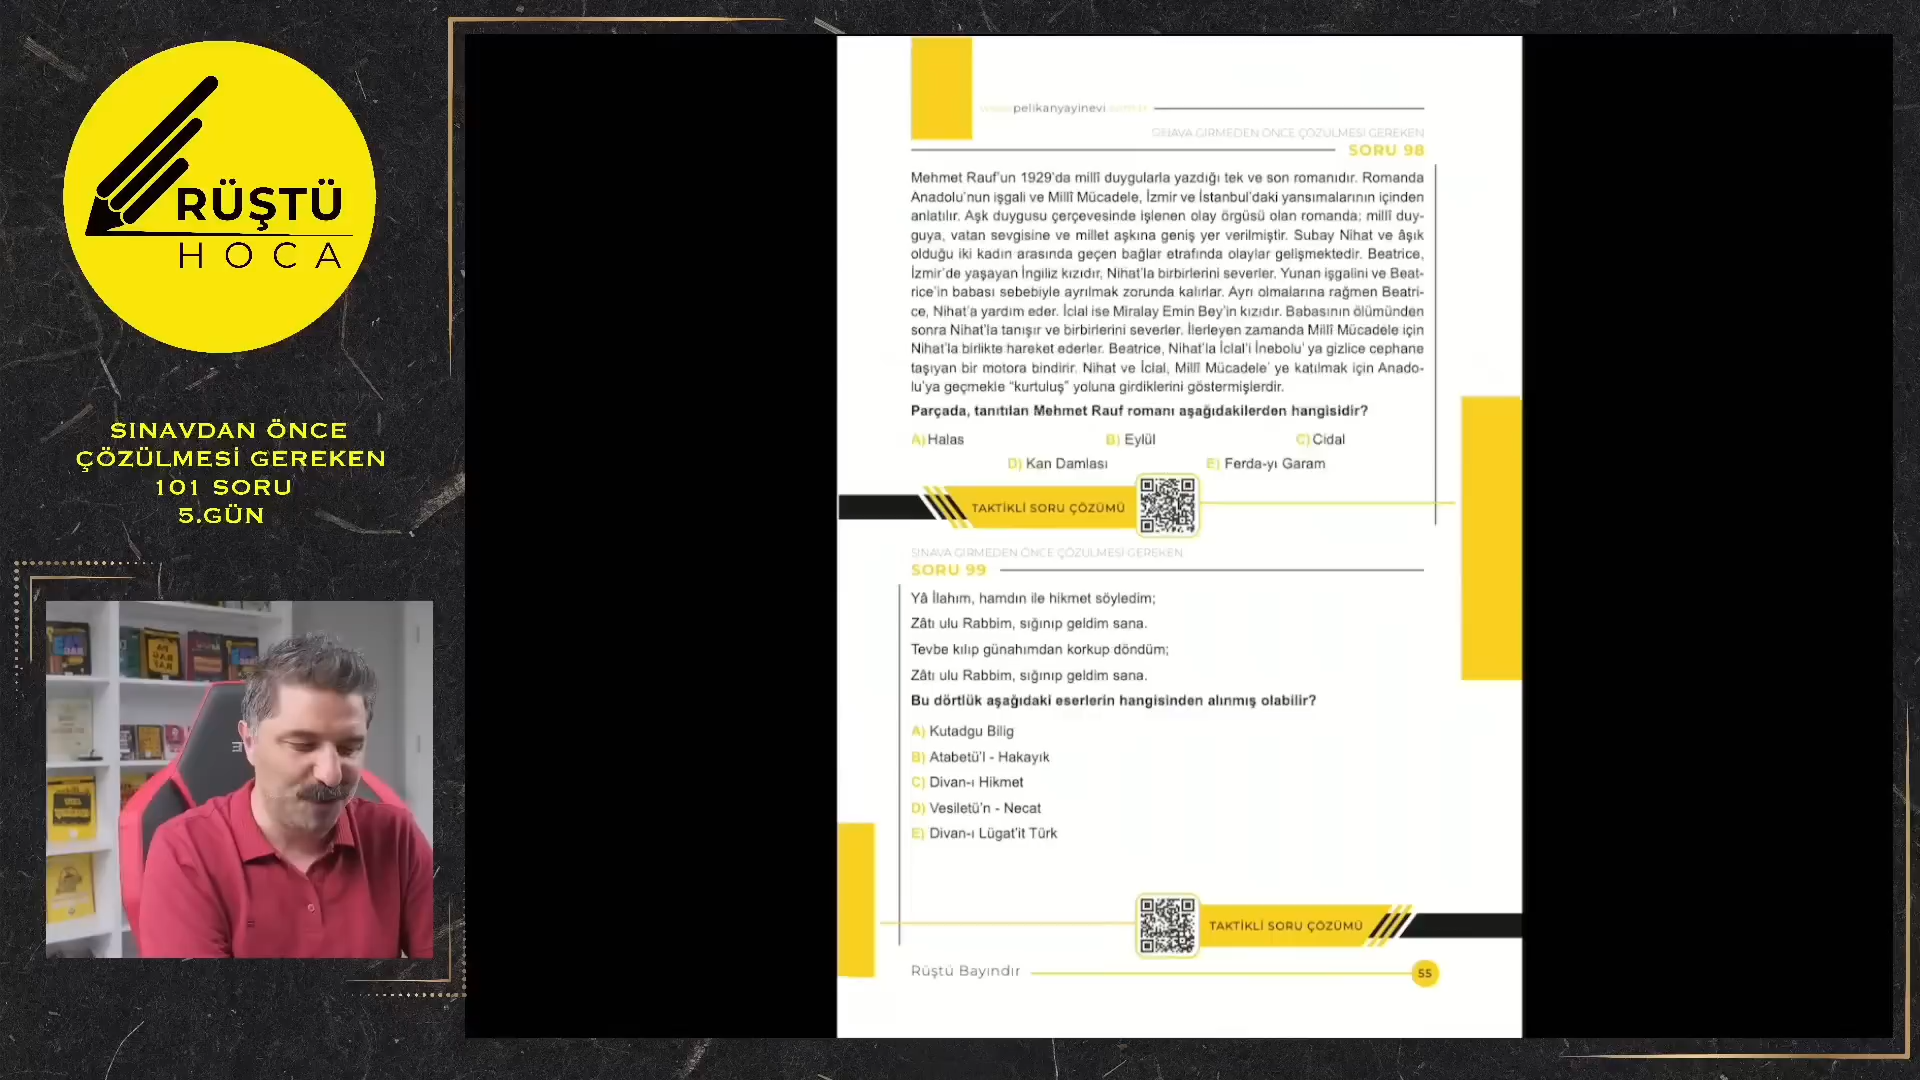 RÜŞTÜ
HOCA
SINAVDAN ÖNCE
ÇÖZÜLMESİ GEREKEN
101 SORU
5.GÜN
pelikanyayinevi
SINAVA GİRMEDEN ÖNCE ÇÖZÜLMESİ GEREKEN
SORU 98
Mehmet Rauf'un 1929'da millî duygularla yazdığı tek ve son romanıdır. Romanda
Anadolu'nun işgali ve Millî Mücadele, İzmir ve İstanbul'daki yansımalarının içinden
anlatılır. Aşk duygusu çerçevesinde işlenen olay örgüsü olan romanda; millî duy-
guya, vatan sevgisine ve millet aşkına geniş yer verilmiştir. Subay Nihat ve âşık
olduğu iki kadın arasında geçen bağlar etrafında olaylar gelişmektedir. Beatrice,
İzmir'de yaşayan İngiliz kızıdır, Nihat'la birbirlerini severler. Yunan işgalini ve Beat-
rice'in babası sebebiyle ayrılmak zorunda kalırlar. Ayrı olmalarına rağmen Beatri-
ce, Nihat'a yardım eder. İclal ise Miralay Emin Bey'in kızıdır. Babasının ölümünden
sonra Nihat'la tanışır ve birbirlerini severler. İlerleyen zamanda Millî Mücadele için
Nihat'la birlikte hareket ederler. Beatrice, Nihat'la İclal'i İnebolu' ya gizlice cephane
taşıyan bir motora bindirir. Nihat ve İclal, Millî Mücadele' ye katılmak için Anado-
lu'ya geçmekle “kurtuluş” yoluna girdiklerini göstermişlerdir.
Parçada, tanıtılan Mehmet Rauf romanı aşağıdakilerden hangisidir?
A) Halas B) Eylül C) Cidal
D) Kan Damlası E) Ferda-yı Garam
TAKTİKLİ SORU ÇÖZÜMÜ
SINAVA GİRMEDEN ÖNCE ÇÖZÜLMESİ GEREKEN
SORU 99
Yâ İlahım, hamdın ile hikmet söyledim;
Zâtı ulu Rabbim, sığınıp geldim sana.
Tevbe kılıp günahımdan korkup döndüm;
Zâtı ulu Rabbim, sığınıp geldim sana.
Bu dörtlük aşağıdaki eserlerin hangisinden alınmış olabilir?
A) Kutadgu Bilig
B) Atabetü'l - Hakayık
C) Divan-ı Hikmet
D) Vesiletü'n - Necat
E) Divan-ı Lügat'it Türk
TAKTİKLİ SORU ÇÖZÜMÜ
Rüştü Bayındır
55